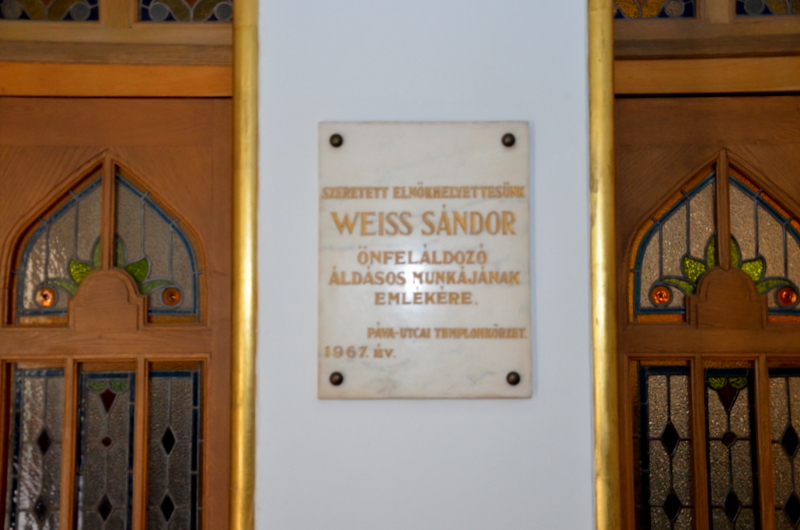 SZERETETT ELNÖKHELYETTESÜNK
WEISS SÁNDOR
ÖNFELÁLDOZÓ
ÁLDÁSOS MUNKÁJÁNAK
EMLÉKÉRE.
PÁVA-UTCAI TEMPLOMKÖRZET.
1967. ÉV.